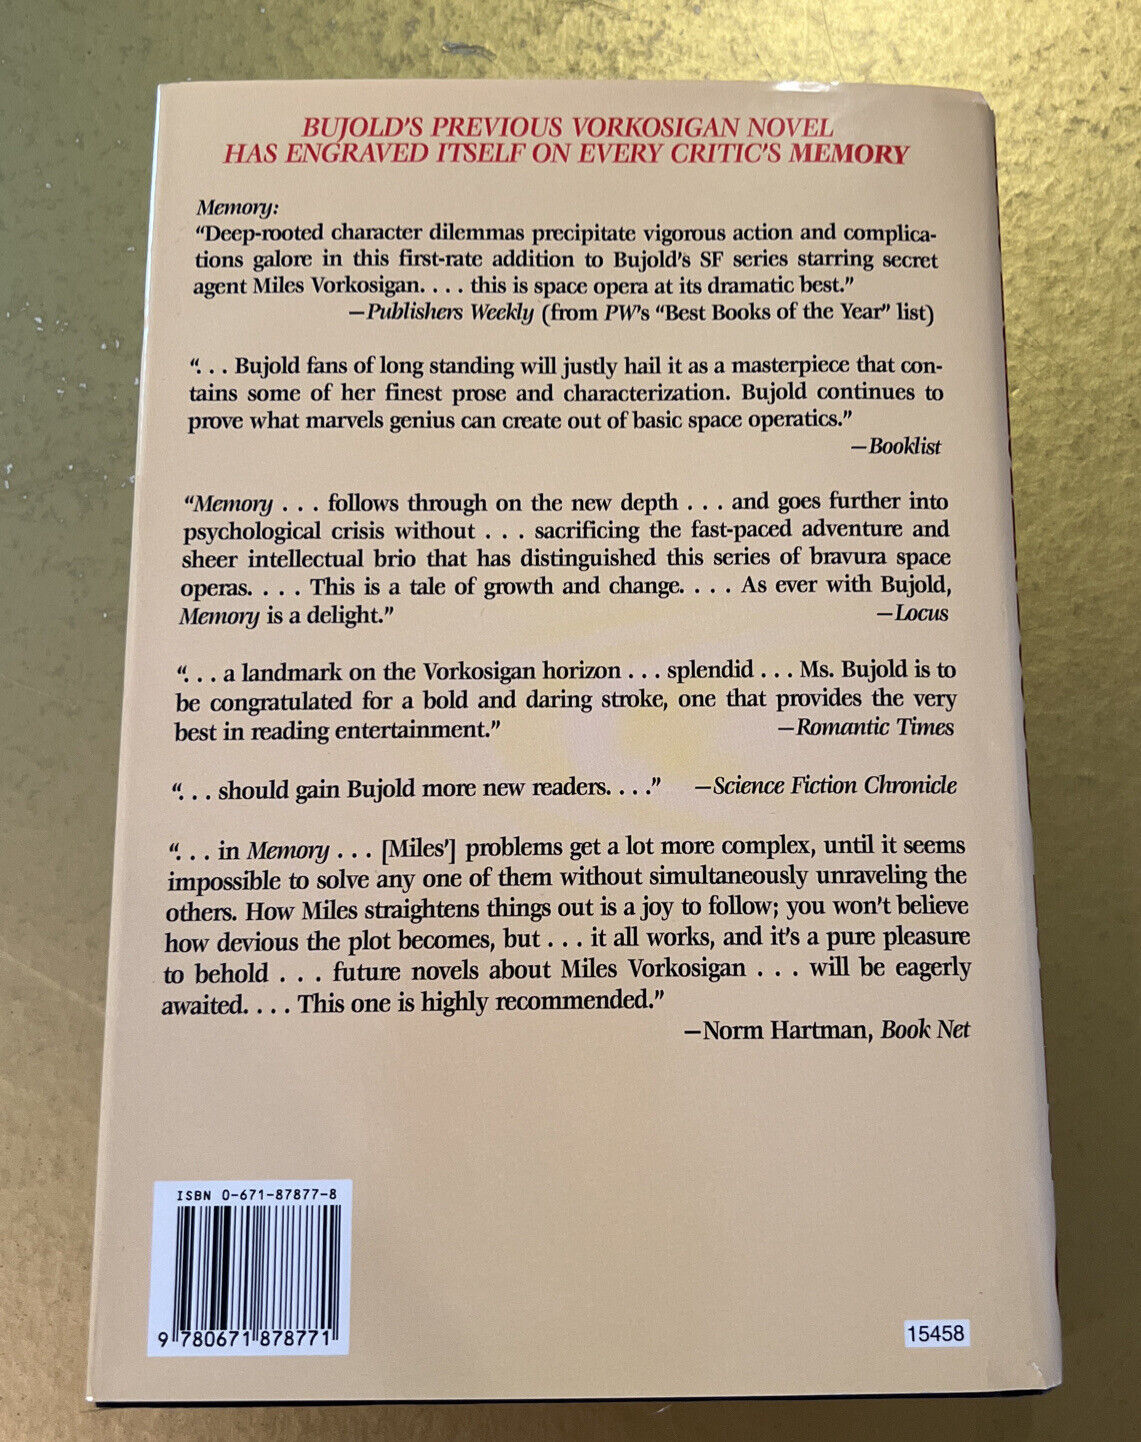 BUJOLD'S PREVIOUS VORKOSIGAN NOVEL
HAS ENGRAVED ITSELF ON EVERY CRITIC'S MEMORY
Memory:
“Deep-rooted character dilemmas precipitate vigorous action and complica-
tions galore in this first-rate addition to Bujold's SF series starring secret
agent Miles Vorkosigan. . . . this is space opera at its dramatic best.”
—Publishers Weekly (from PW's “Best Books of the Year” list)
“. . . Bujold fans of long standing will justly hail it as a masterpiece that con-
tains some of her finest prose and characterization. Bujold continues to
prove what marvels genius can create out of basic space operatics.”
—Booklist
“Memory . . . follows through on the new depth . . . and goes further into
psychological crisis without . . . sacrificing the fast-paced adventure and
sheer intellectual brio that has distinguished this series of bravura space
operas. . . . This is a tale of growth and change. . . . As ever with Bujold,
Memory is a delight.” —Locus
“. . . a landmark on the Vorkosigan horizon . . . splendid . . . Ms. Bujold is to
be congratulated for a bold and daring stroke, one that provides the very
best in reading entertainment.” —Romantic Times
“. . . should gain Bujold more new readers. . . .” —Science Fiction Chronicle
“. . . in Memory . . . [Miles'] problems get a lot more complex, until it seems
impossible to solve any one of them without simultaneously unraveling the
others. How Miles straightens things out is a joy to follow; you won't believe
how devious the plot becomes, but . . . it all works, and it's a pure pleasure
to behold . . . future novels about Miles Vorkosigan . . . will be eagerly
awaited. . . . This one is highly recommended.”
—Norm Hartman, Book Net
ISBN 0-671-87877-8
9 780671 878771
15458